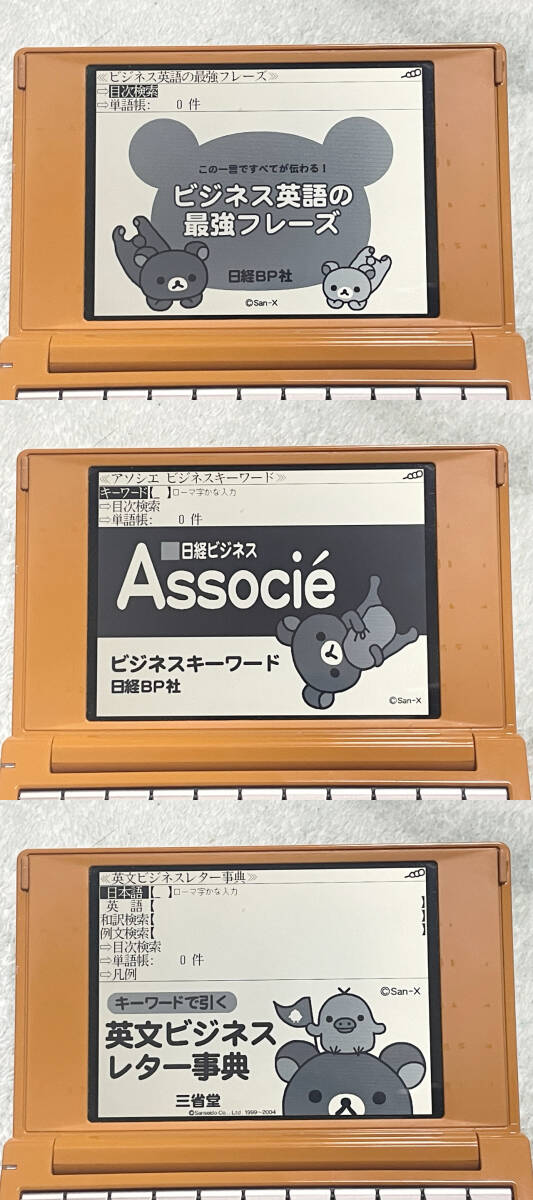 ≪ビジネス英語の最強フレーズ≫
⇨目次検索
⇨単語帳: 0 件
この一言ですべてが伝わる!
ビジネス英語の
最強フレーズ
日経BP社
©San-X
≪アソシエ ビジネスキーワード≫
キーワード【_ 】ローマ字かな入力
⇨目次検索
⇨単語帳: 0 件
日経ビジネス
Associé
ビジネスキーワード
日経BP社
©San-X
≪英文ビジネスレター事典≫
日本語【_ 】ローマ字かな入力
英 語【 】
和訳検索【 】
例文検索【 】
⇨目次検索
⇨単語帳: 0 件
⇨凡例
©San-X
キーワードで引く
英文ビジネス
レター事典
三省堂
©Sanseido Co., Ltd. 1999-2004